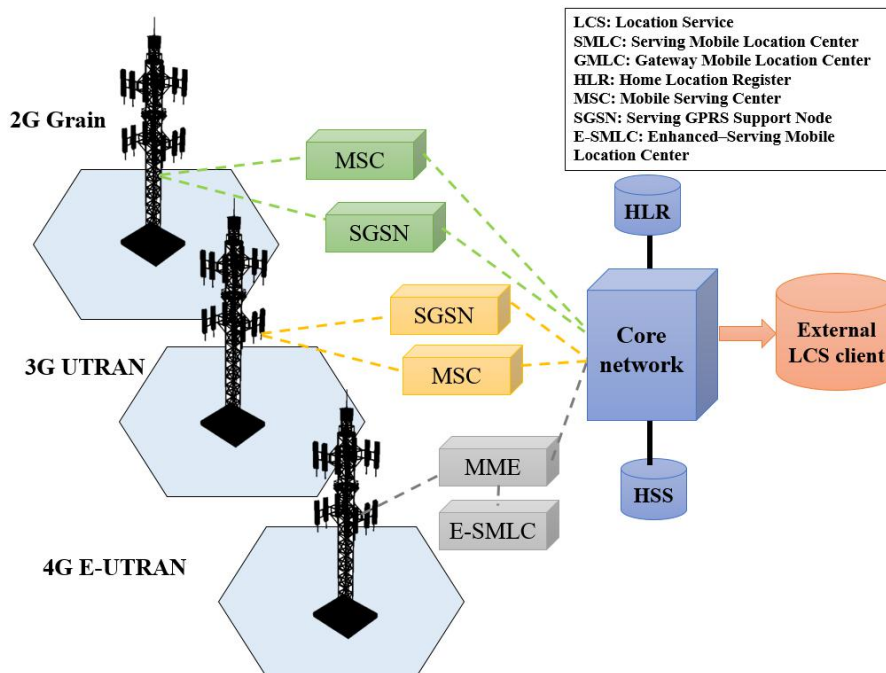 LCS: Location Service
SMLC: Serving Mobile Location Center
GMLC: Gateway Mobile Location Center
HLR: Home Location Register
MSC: Mobile Serving Center
SGSN: Serving GPRS Support Node
E-SMLC: Enhanced–Serving Mobile
Location Center
2G Grain
MSC
SGSN
HLR
3G UTRAN
SGSN
MSC
Core
network
External
LCS client
4G E-UTRAN
MME
E-SMLC
HSS